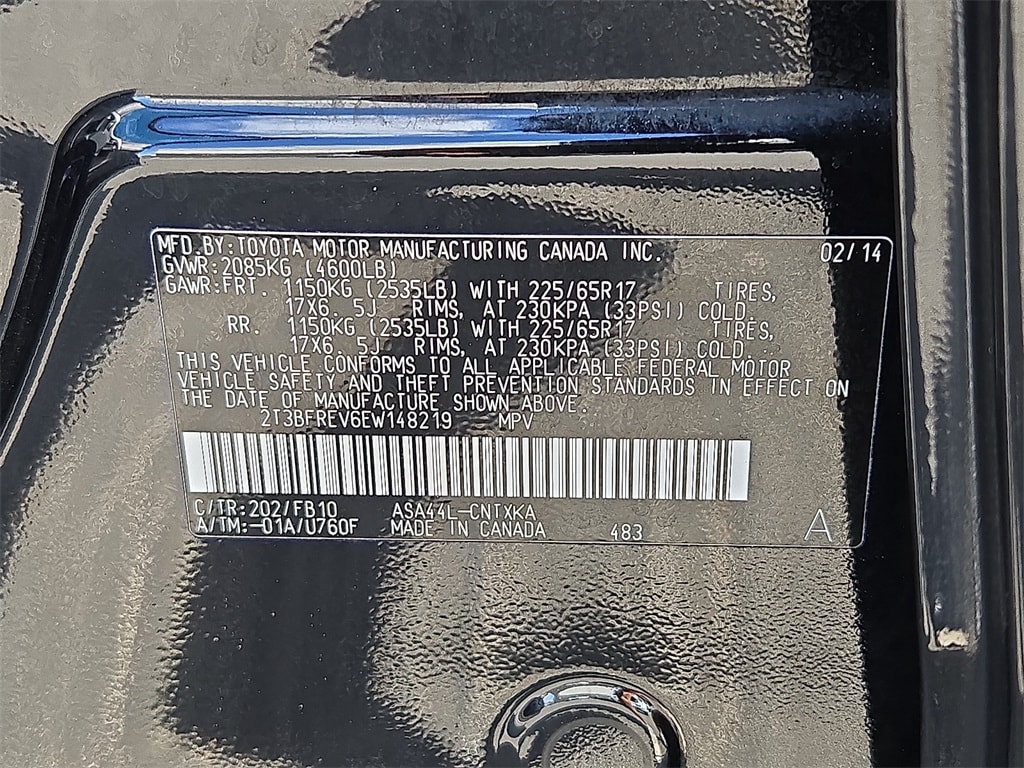 MFD.BY:TOYOTA MOTOR MANUFACTURING CANADA INC. 02/14
GVWR:2085KG (4600LB)
GAWR:FRT. 1150KG (2535LB) WITH 225/65R17 TIRES,
17X6. 5J RIMS, AT 230KPA (33PSI) COLD.
RR. 1150KG (2535LB) WITH 225/65R17 TIRES,
17X6. 5J RIMS, AT 230KPA (33PSI) COLD.
THIS VEHICLE CONFORMS TO ALL APPLICABLE FEDERAL MOTOR
VEHICLE SAFETY AND THEFT PREVENTION STANDARDS IN EFFECT ON
THE DATE OF MANUFACTURE SHOWN ABOVE.
2T3BFREV6EW148219 MPV
C/TR:202/FB10 ASA44L-CNTXKA
A/TM:-01A/U760F MADE IN CANADA 483 A